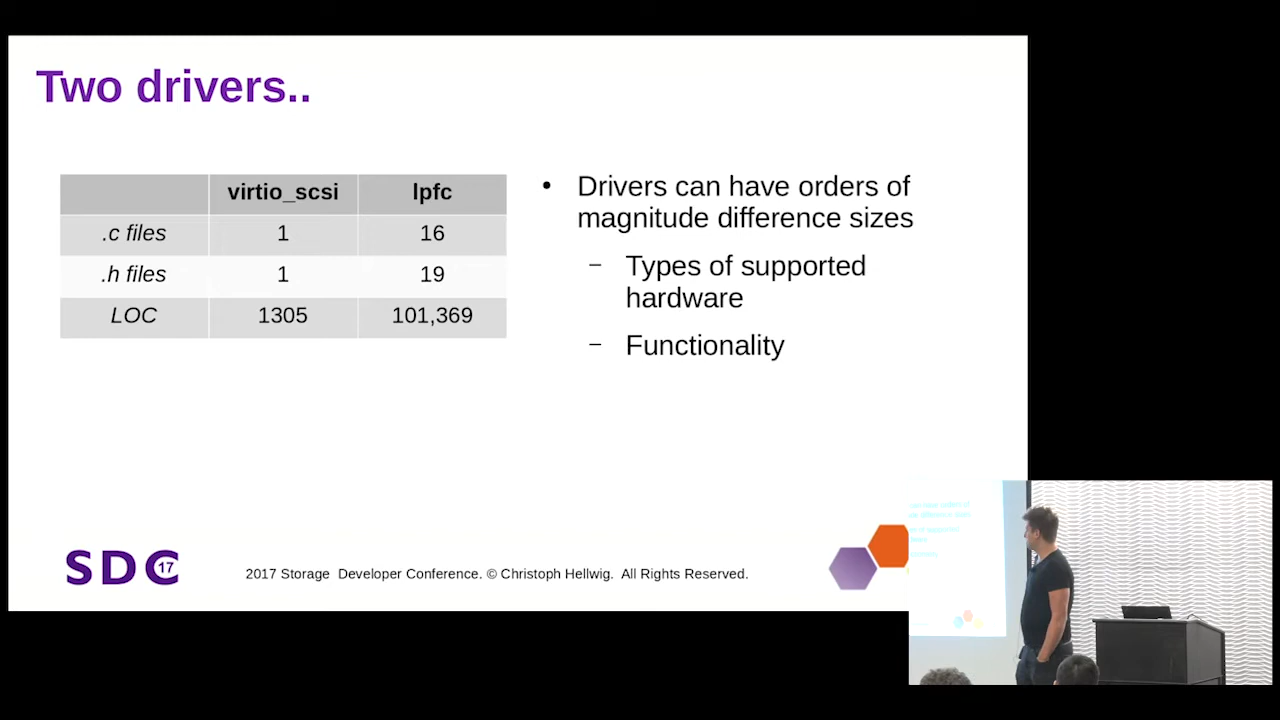 Two drivers..
virtio_scsi lpfc
.c files 1 16
.h files 1 19
LOC 1305 101,369
• Drivers can have orders of
magnitude difference sizes
– Types of supported
hardware
– Functionality
SDC 17
2017 Storage Developer Conference. © Christoph Hellwig. All Rights Reserved.